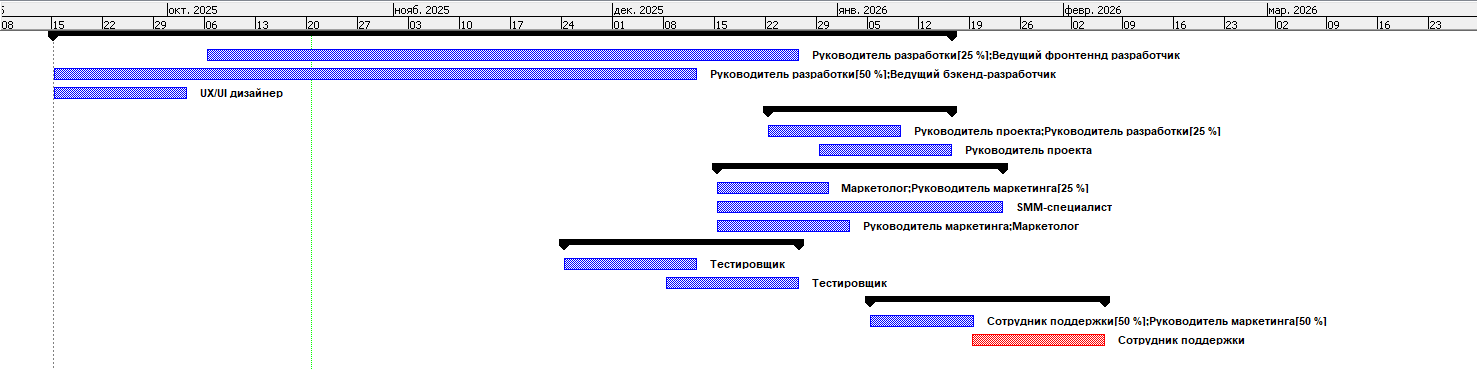 5 окт. 2025 нояб. 2025 дек. 2025 янв. 2026 февр. 2026 мар. 2026
08 15 22 29 06 13 20 27 03 10 17 24 01 08 15 22 29 05 12 19 26 02 09 16 23 02 09 16 23
Руководитель разработки[25 %];Ведущий фронтеннд разработчик
Руководитель разработки[50 %];Ведущий бэкенд-разработчик
UX/UI дизайнер
Руководитель проекта;Руководитель разработки[25 %]
Руководитель проекта
Маркетолог;Руководитель маркетинга[25 %]
SMM-специалист
Руководитель маркетинга;Маркетолог
Тестировщик
Тестировщик
Сотрудник поддержки[50 %];Руководитель маркетинга[50 %]
Сотрудник поддержки